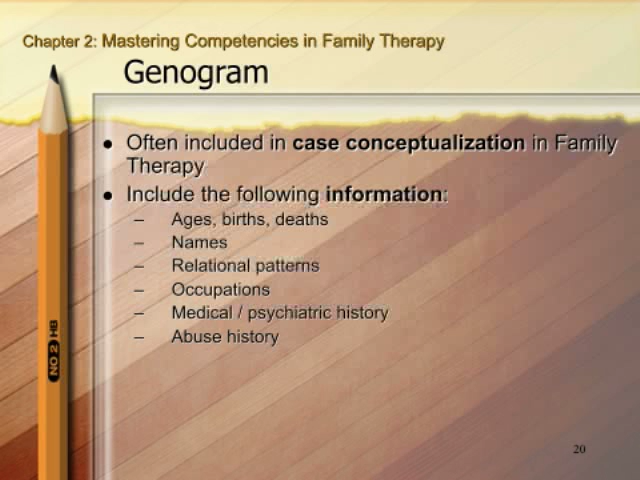 Chapter 2: Mastering Competencies in Family Therapy
Genogram
● Often included in case conceptualization in Family
Therapy
● Include the following information:
– Ages, births, deaths
– Names
– Relational patterns
– Occupations
– Medical / psychiatric history
– Abuse history
NO 2 HB
20